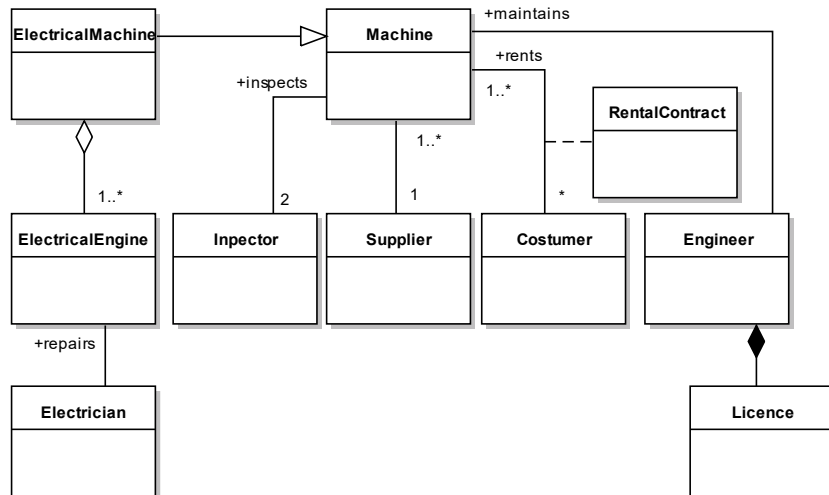 +maintains
ElectricalMachine
Machine
+rents
+inspects
1..*
RentalContract
1..*
1..*
2
1
*
ElectricalEngine
Inpector
Supplier
Costumer
Engineer
+repairs
Electrician
Licence